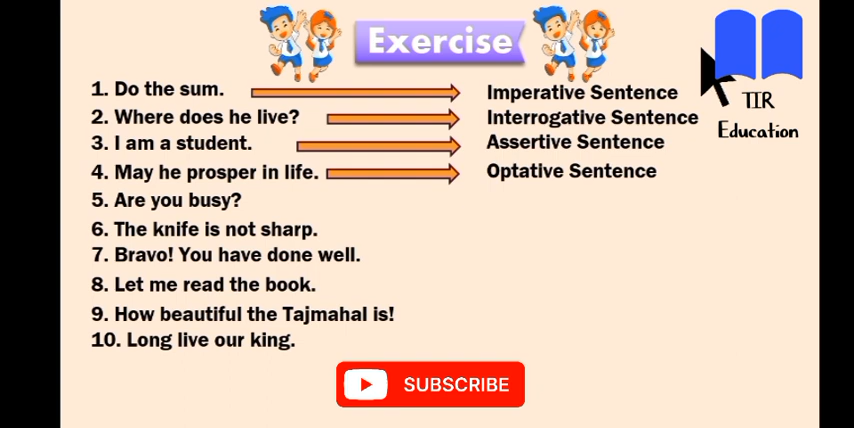 Exercise
1. Do the sum. Imperative Sentence
2. Where does he live? Interrogative Sentence
3. I am a student. Assertive Sentence
4. May he prosper in life. Optative Sentence
5. Are you busy?
6. The knife is not sharp.
7. Bravo! You have done well.
8. Let me read the book.
9. How beautiful the Tajmahal is!
10. Long live our king.
TIR
Education
SUBSCRIBE